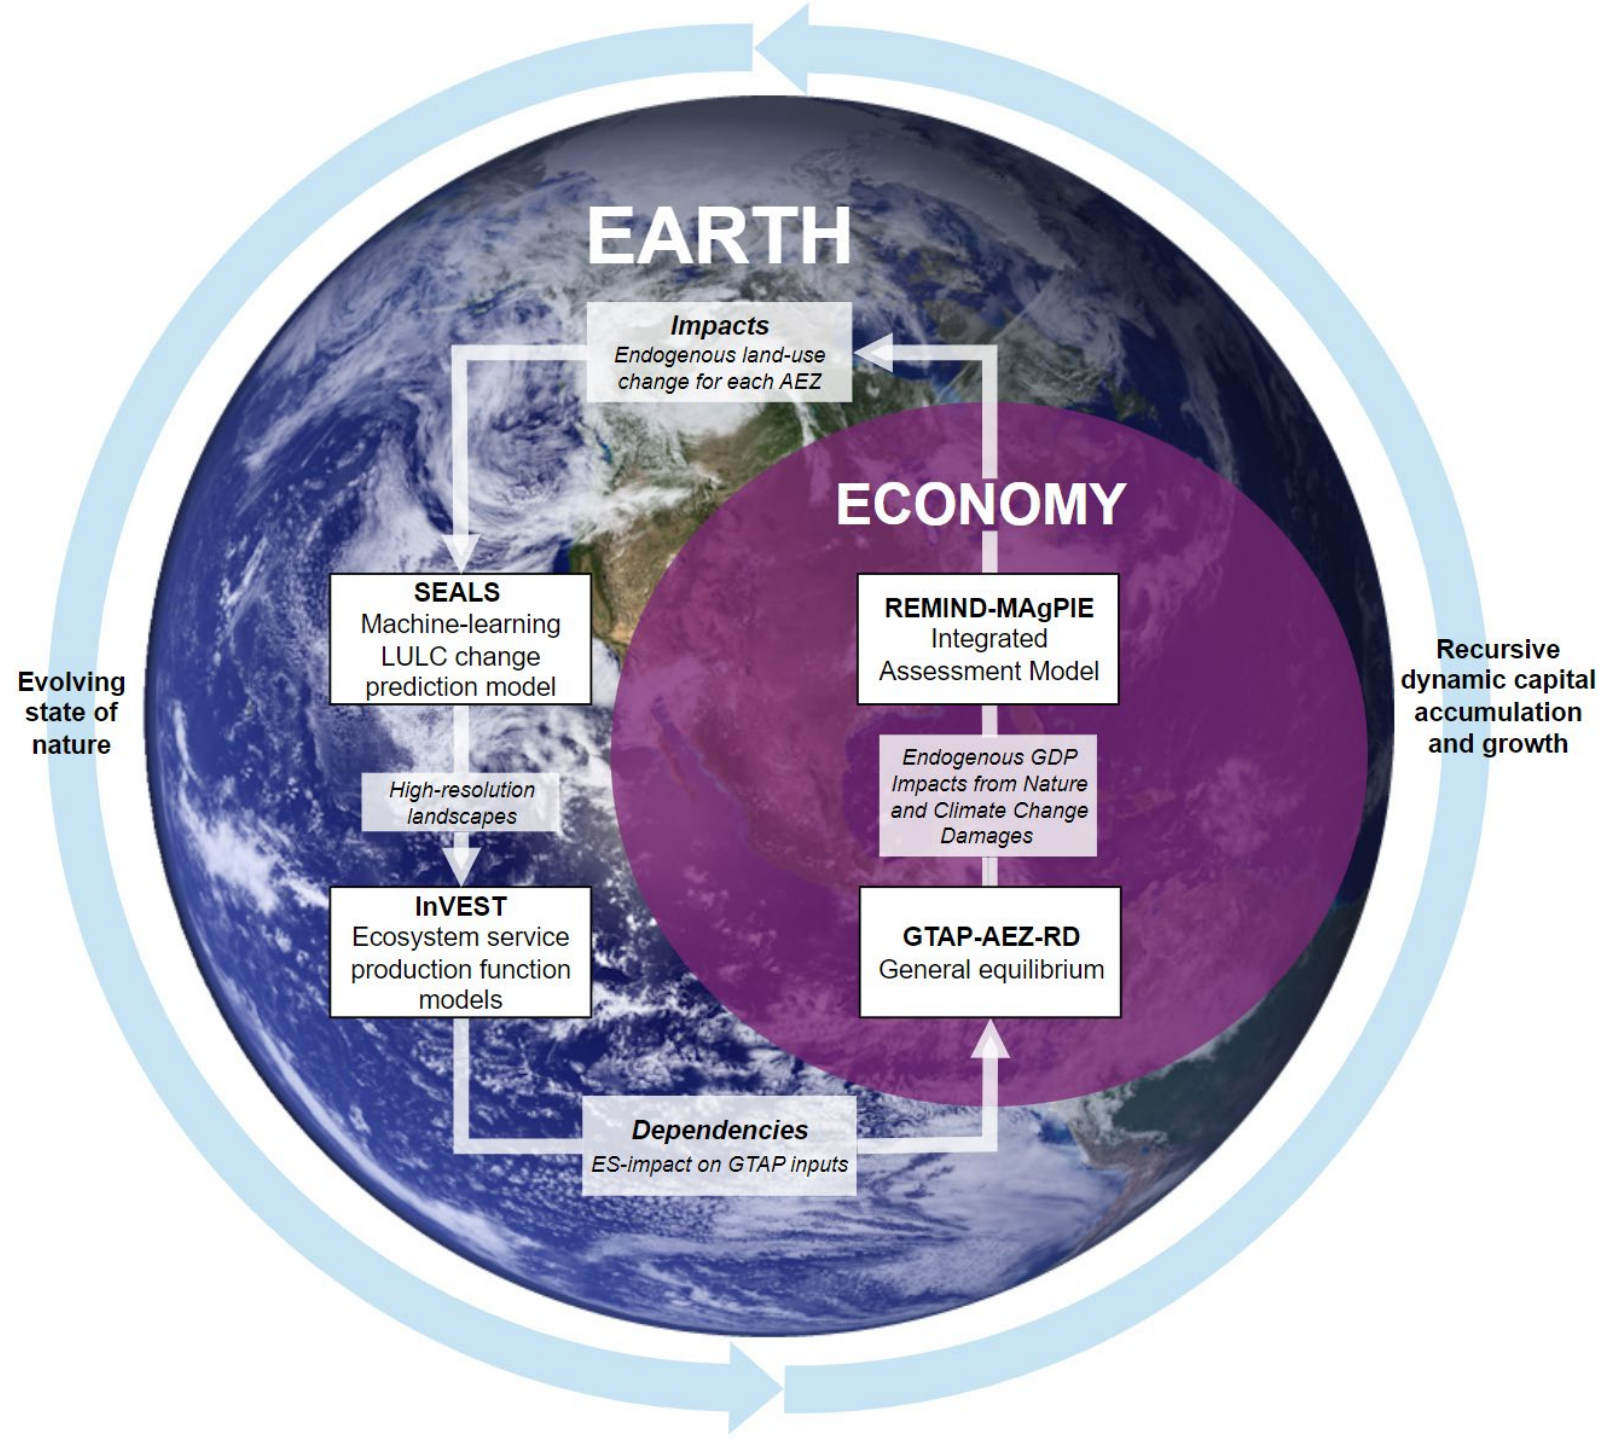 EARTH
Impacts
Endogenous land-use
change for each AEZ
ECONOMY
SEALS
Machine-learning
LULC change
prediction model
REMIND-MAgPIE
Integrated
Assessment Model
Evolving
state of
nature
Recursive
dynamic capital
accumulation
and growth
High-resolution
landscapes
Endogenous GDP
Impacts from Nature
and Climate Change
Damages
InVEST
Ecosystem service
production function
models
GTAP-AEZ-RD
General equilibrium
Dependencies
ES-impact on GTAP inputs